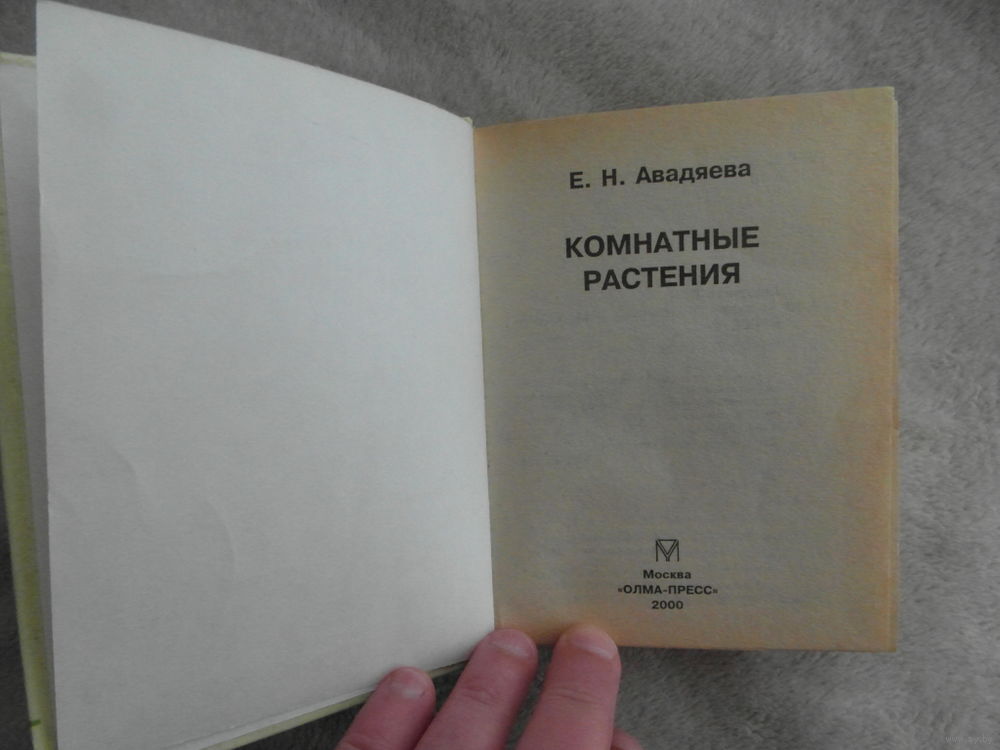 Е. Н. Авадяева
КОМНАТНЫЕ
РАСТЕНИЯ
Москва
«ОЛМА-ПРЕСС»
2000